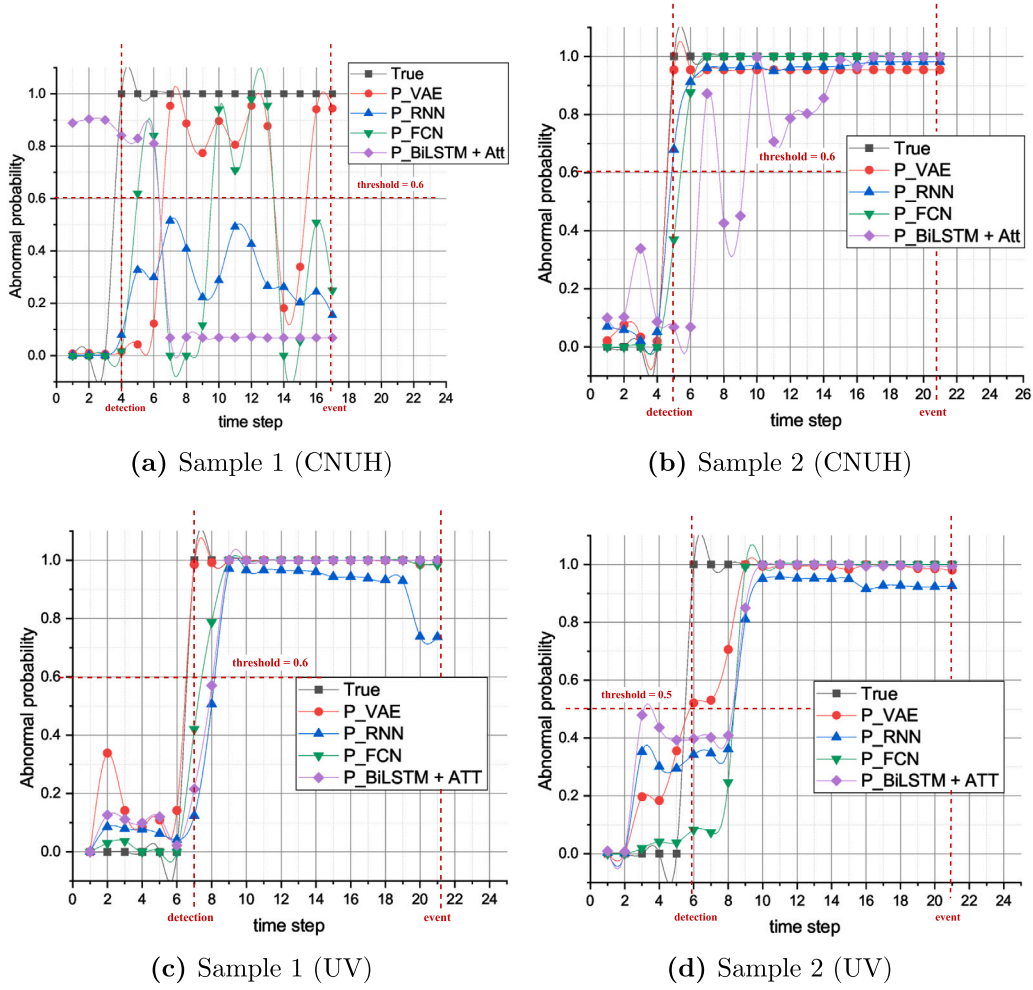 True
P_VAE
P_RNN
P_FCN
P_BiLSTM + Att
threshold = 0.6
Abnormal probability
1.0
0.8
0.6
0.4
0.2
0.0
0 2 4 6 8 10 12 14 16 18 20 22 24
detection
event
time step
(a) Sample 1 (CNUH)
True
P_VAE
P_RNN
P_FCN
P_BiLSTM + Att
threshold = 0.6
Abnormal probability
1.0
0.8
0.6
0.4
0.2
0.0
0 2 4 6 8 10 12 14 16 18 20 22 24 26
detection
event
time step
(b) Sample 2 (CNUH)
threshold = 0.6
True
P_VAE
P_RNN
P_FCN
P_BiLSTM + ATT
Abnormal probability
1.0
0.8
0.6
0.4
0.2
0.0
0 2 4 6 8 10 12 14 16 18 20 22 24
detection
event
time step
(c) Sample 1 (UV)
threshold = 0.5
True
P_VAE
P_RNN
P_FCN
P_BiLSTM + ATT
Abnormal probability
1.0
0.8
0.6
0.4
0.2
0.0
0 2 4 6 8 10 12 14 16 18 20 22 24
detection
event
time step
(d) Sample 2 (UV)